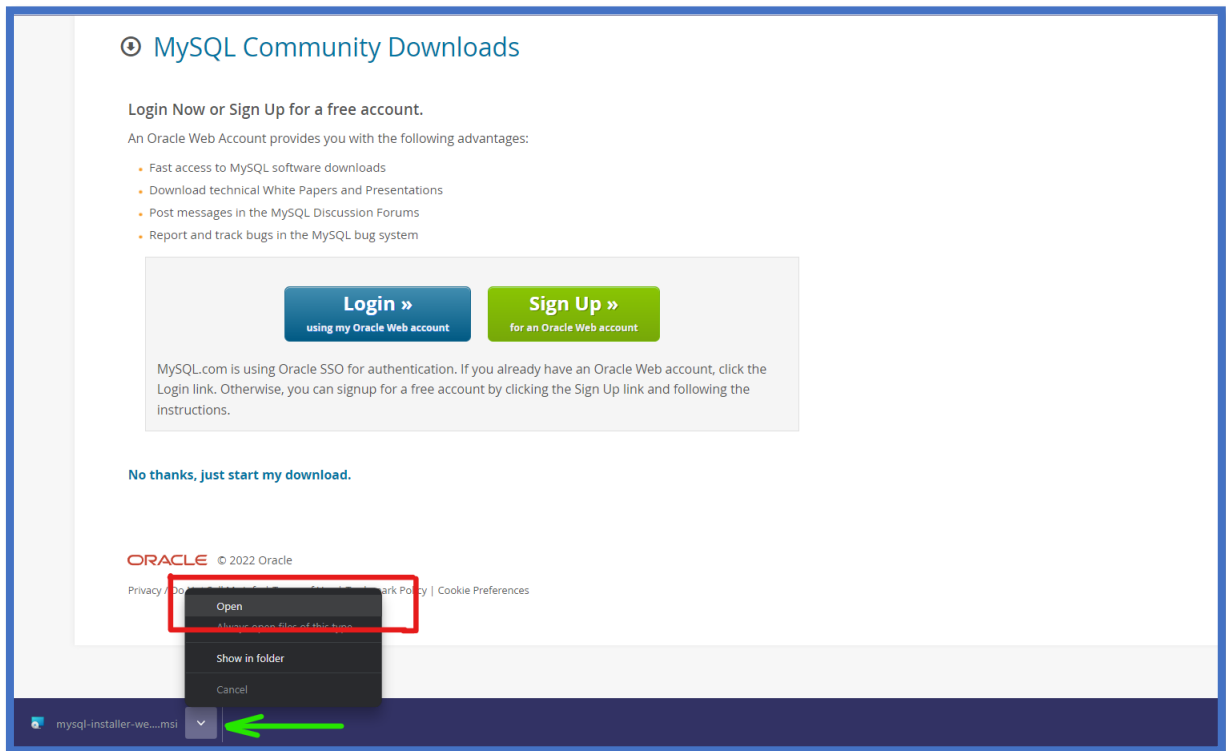 MySQL Community Downloads
Login Now or Sign Up for a free account.
An Oracle Web Account provides you with the following advantages:
Fast access to MySQL software downloads
Download technical White Papers and Presentations
Post messages in the MySQL Discussion Forums
Report and track bugs in the MySQL bug system
Login »
using my Oracle Web account
Sign Up »
for an Oracle Web account
MySQL.com is using Oracle SSO for authentication. If you already have an Oracle Web account, click the
Login link. Otherwise, you can signup for a free account by clicking the Sign Up link and following the
instructions.
No thanks, just start my download.
ORACLE © 2022 Oracle
Privacy / Do Policy | Cookie Preferences
Open
Always open files of this type
Show in folder
Cancel
mysql-installer-we....msi